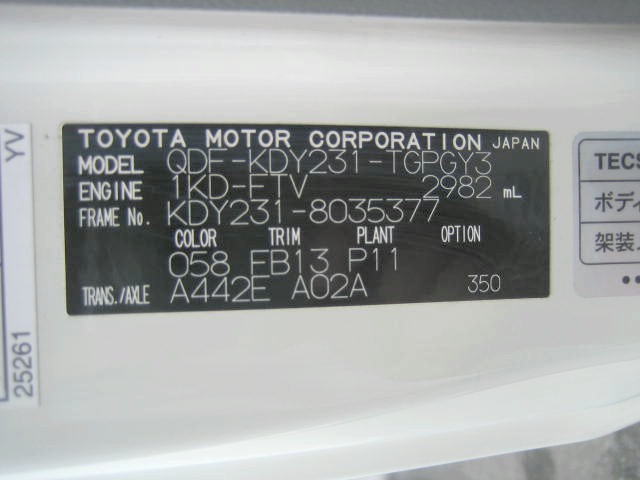 TOYOTA MOTOR CORPORATION JAPAN
MODEL QDF-KDY231-TGPGY3
ENGINE 1KD-FTV 2982 mL
FRAME No. KDY231-8035377
COLOR TRIM PLANT OPTION
058 FB13 P11
TRANS./AXLE A442E A02A 350
YV
25261
TECS
ボディ
架装